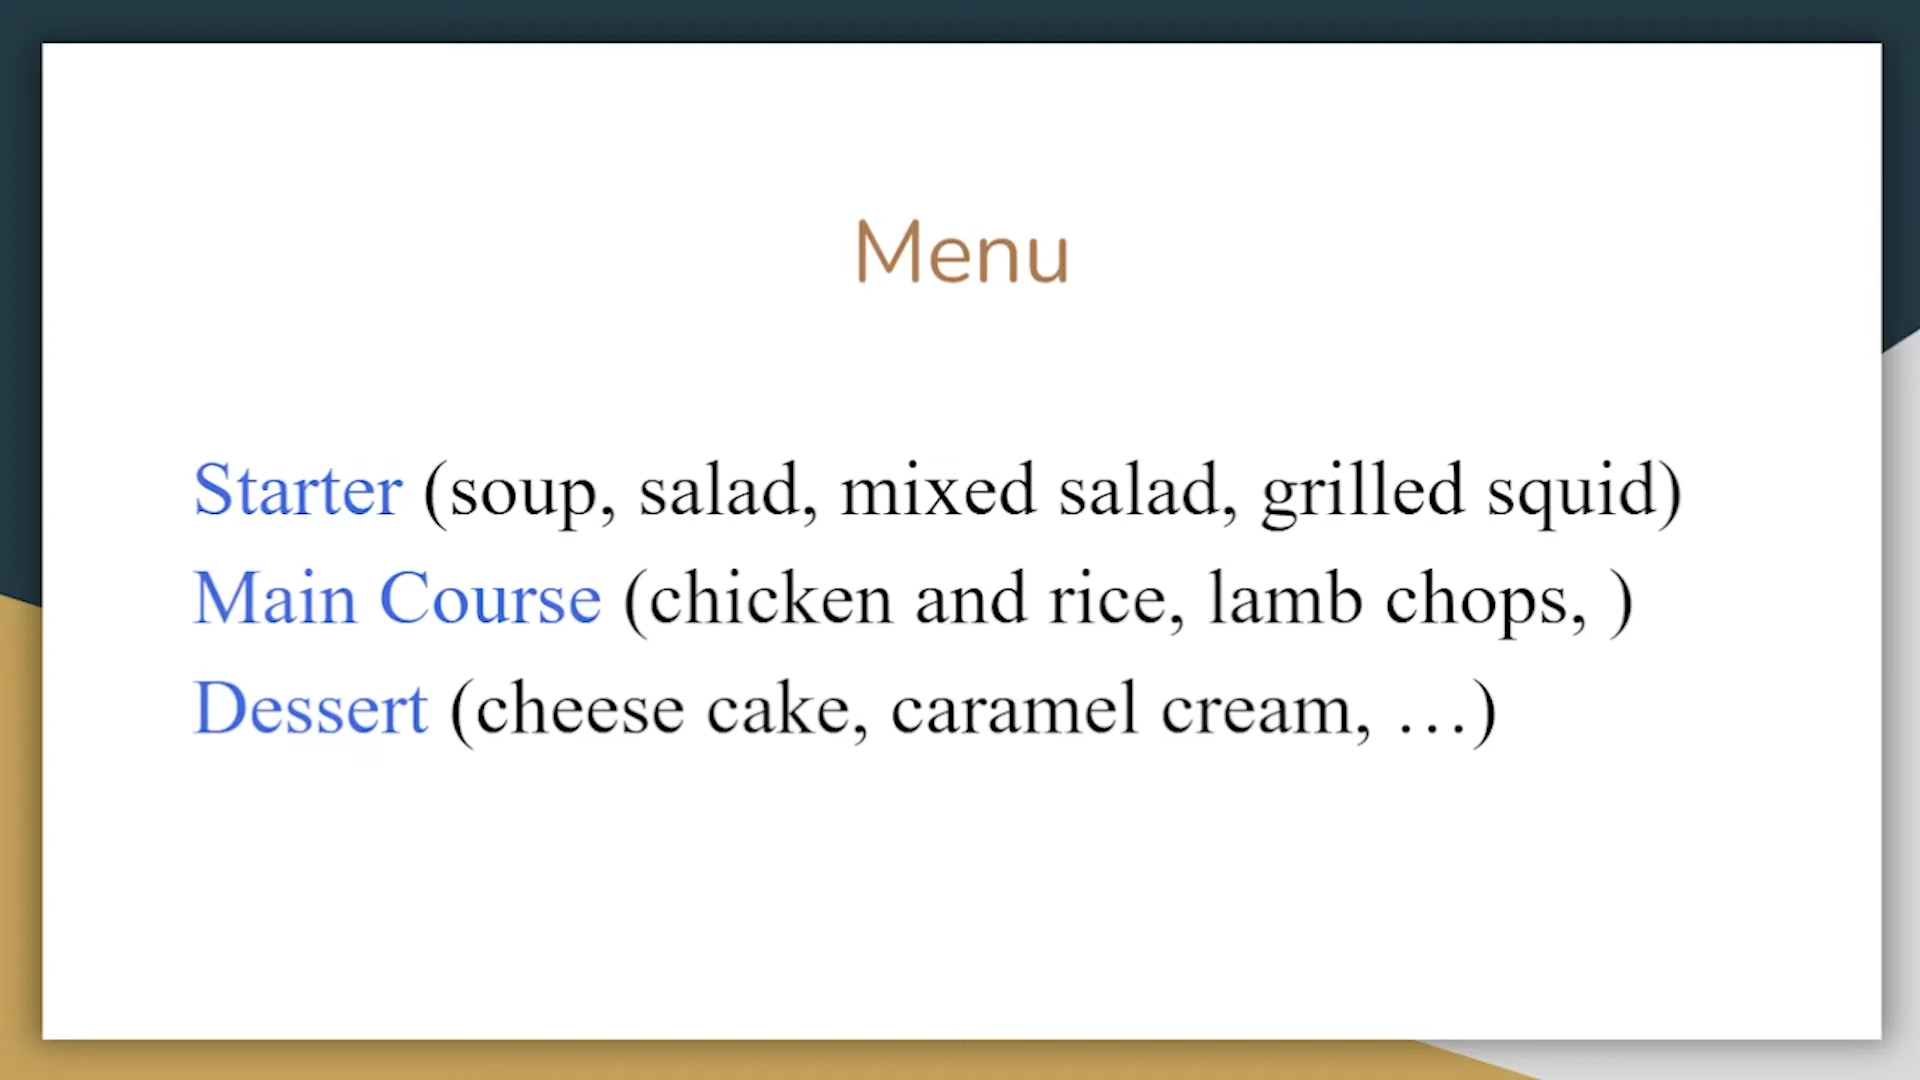 Menu
Starter (soup, salad, mixed salad, grilled squid)
Main Course (chicken and rice, lamb chops, )
Dessert (cheese cake, caramel cream, …)